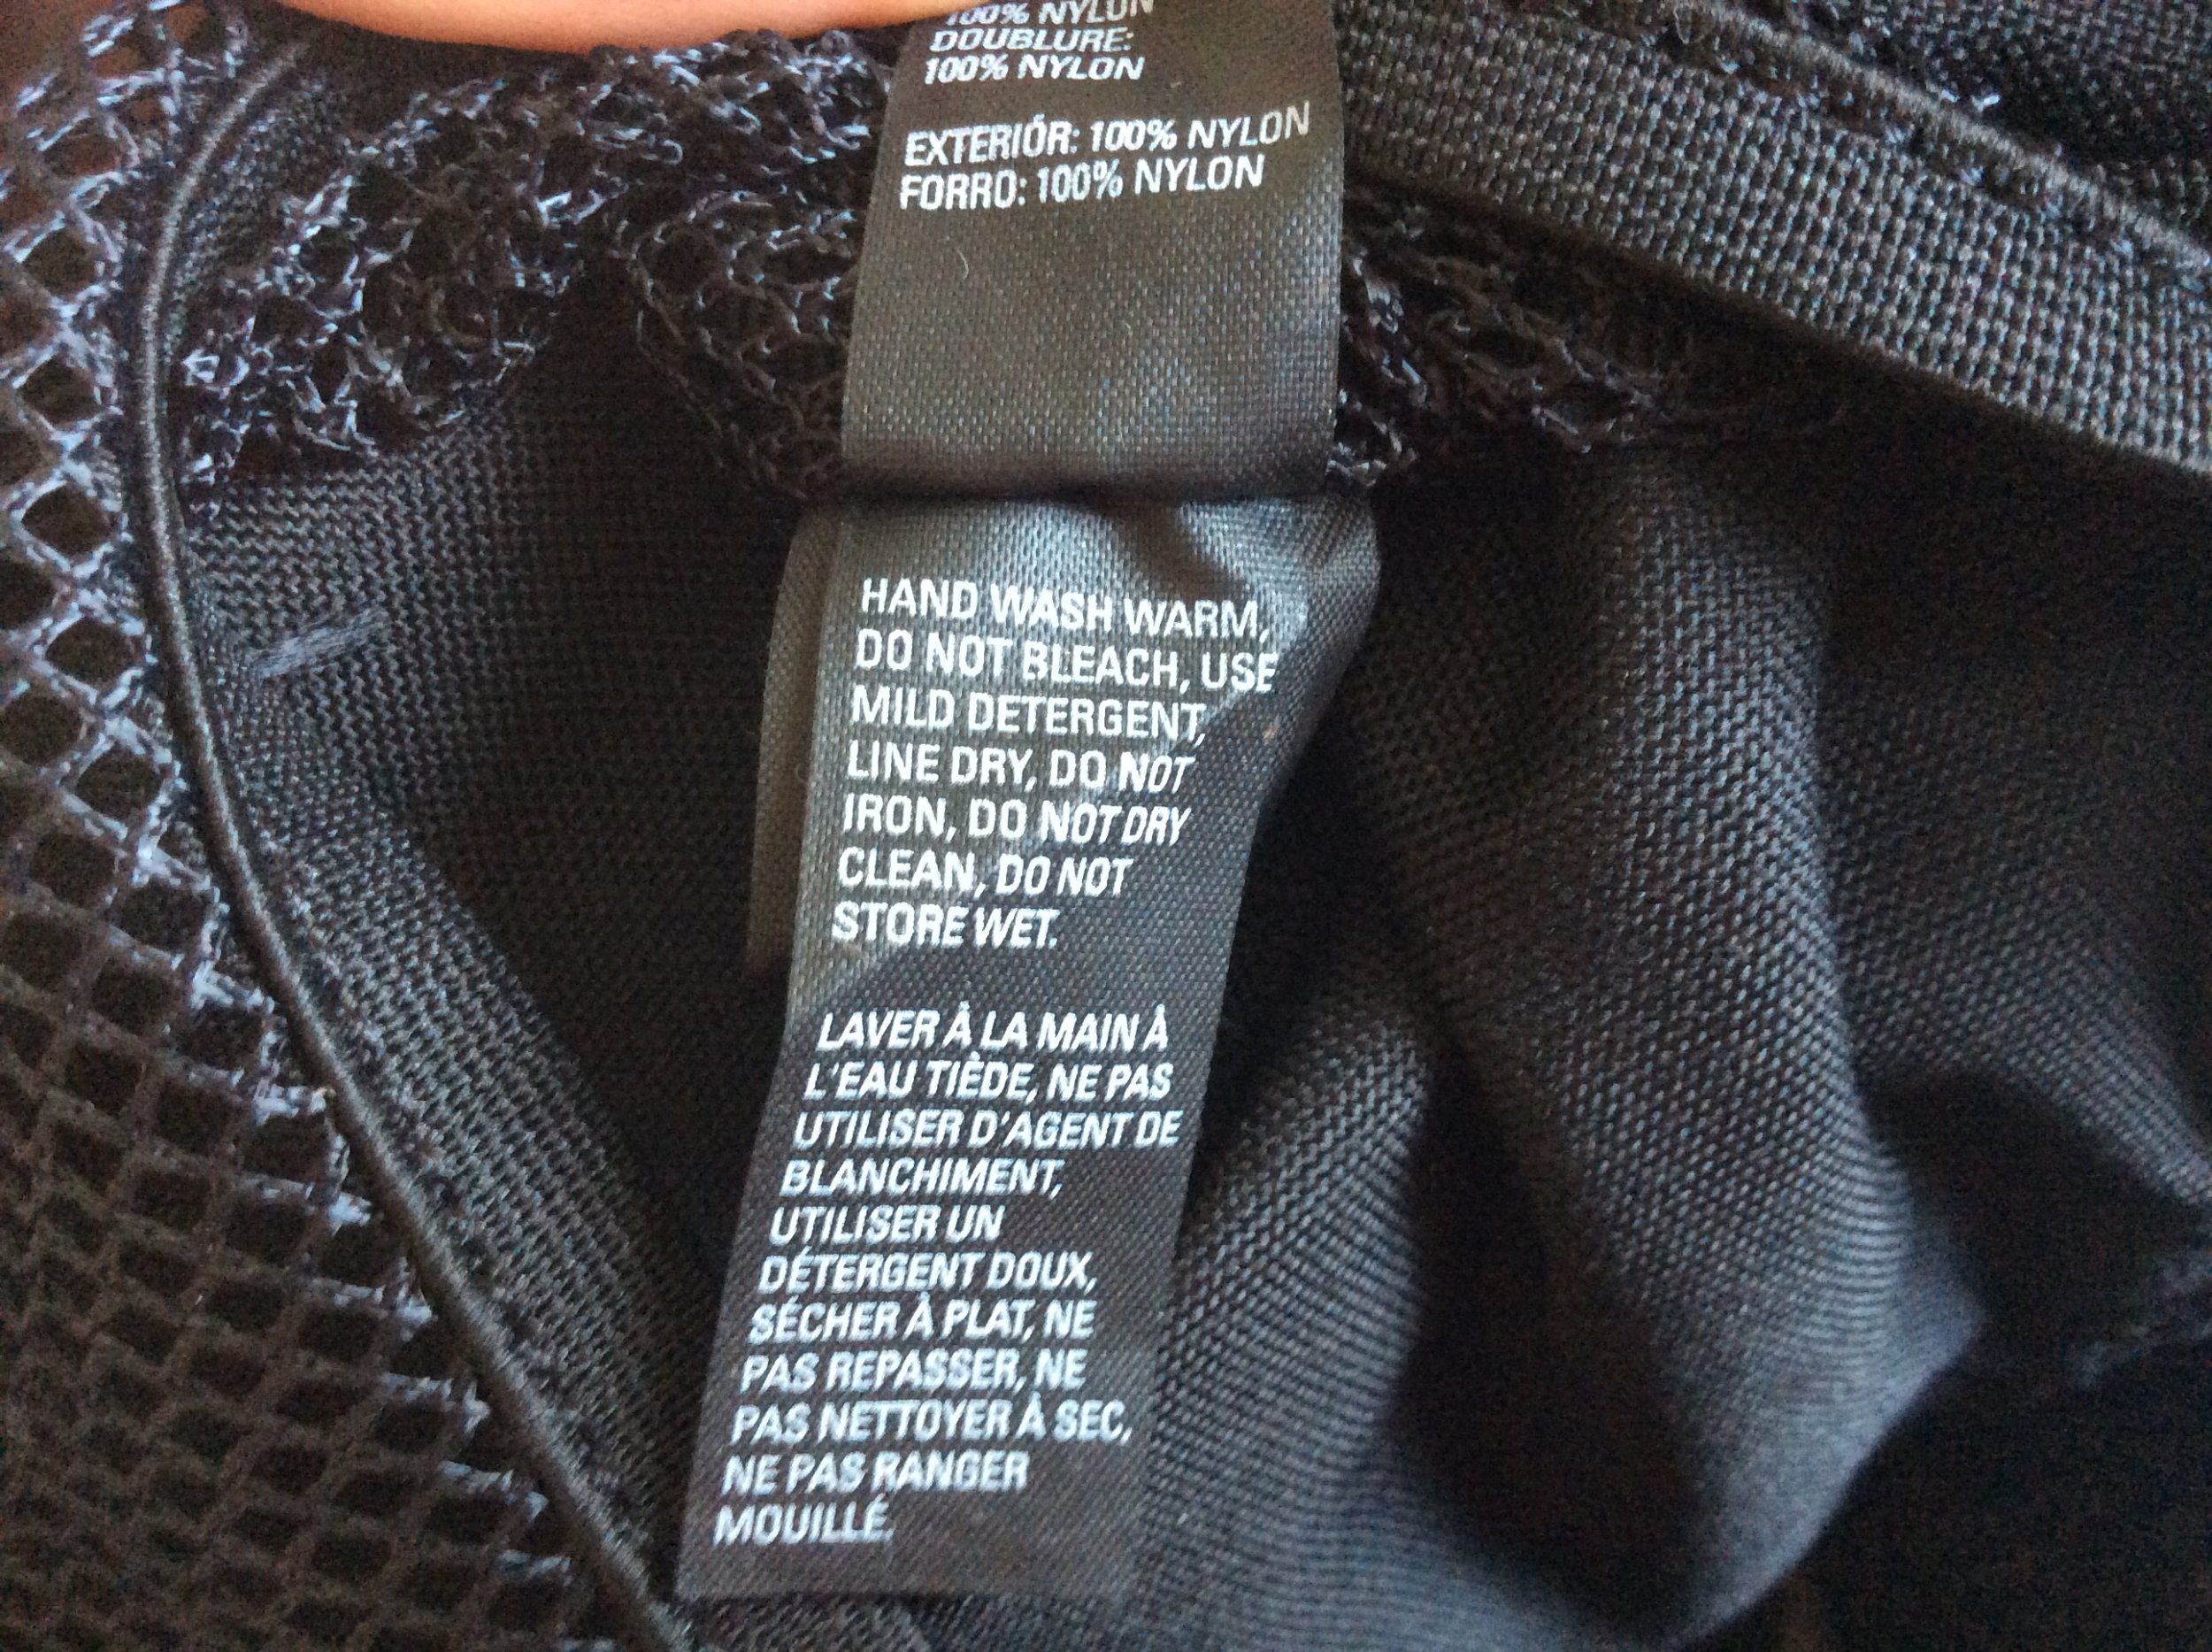 100% NYLON
DOUBLURE:
100% NYLON
EXTERIÓR: 100% NYLON
FORRO: 100% NYLON
HAND WASH WARM,
DO NOT BLEACH, USE
MILD DETERGENT,
LINE DRY, DO NOT
IRON, DO NOT DRY
CLEAN, DO NOT
STORE WET.
LAVER À LA MAIN À
L'EAU TIÈDE, NE PAS
UTILISER D'AGENT DE
BLANCHIMENT,
UTILISER UN
DÉTERGENT DOUX,
SÉCHER À PLAT, NE
PAS REPASSER, NE
PAS NETTOYER À SEC,
NE PAS RANGER
MOUILLÉ.